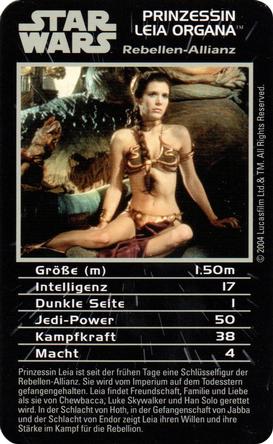 STAR
WARS
PRINZESSIN
LEIA ORGANA™
Rebellen-Allianz
© 2004 Lucasfilm Ltd & TM. All Rights Reserved.
Größe (m) 1.50m
Intelligenz 17
Dunkle Seite 1
Jedi-Power 50
Kampfkraft 38
Macht 4
Prinzessin Leia ist seit der frühen Tage eine Schlüsselfigur der
Rebellen-Allianz. Sie wird vom Imperium auf dem Todesstern
gefangengehalten. Leia findet Freundschaft, Familie und Liebe
als sie von Chewbacca, Luke Skywalker und Han Solo gerettet
wird. In der Schlacht von Hoth, in der Gefangenschaft von Jabba
und der Schlacht von Endor zeigt Leia ihren Willen und ihre
Stärke im Kampf für die Rebellion.